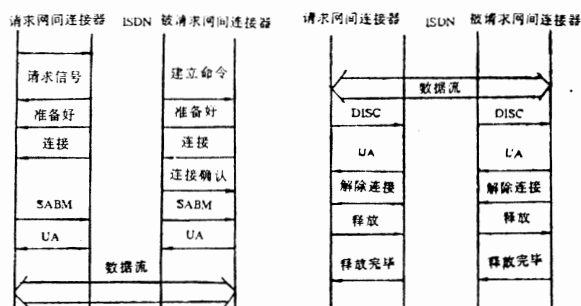 请求网间连接器 ISDN 被请求网间连接器
请求信号 建立命令
准备好 准备好
连接 连接
连接确认
SABM SABM
UA UA
数据流
请求网间连接器 ISDN 被请求网间连接器
数据流
DISC DISC
UA UA
解除连接 解除连接
释放 释放
释放完毕 释放完毕